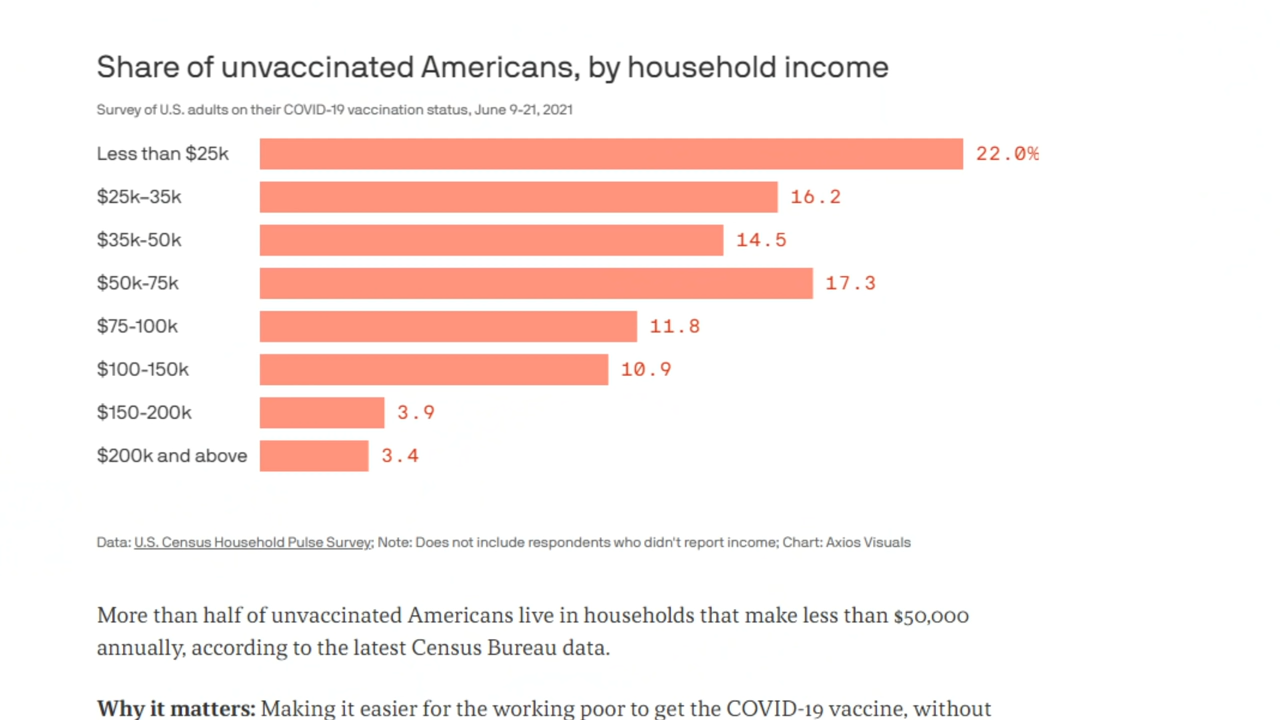 Share of unvaccinated Americans, by household income
Survey of U.S. adults on their COVID-19 vaccination status, June 9-21, 2021
Less than $25k 22.0%
$25k–35k 16.2
$35k-50k 14.5
$50k-75k 17.3
$75-100k 11.8
$100-150k 10.9
$150-200k 3.9
$200k and above 3.4
Data: U.S. Census Household Pulse Survey; Note: Does not include respondents who didn't report income; Chart: Axios Visuals
More than half of unvaccinated Americans live in households that make less than $50,000
annually, according to the latest Census Bureau data.
Why it matters: Making it easier for the working poor to get the COVID-19 vaccine, without